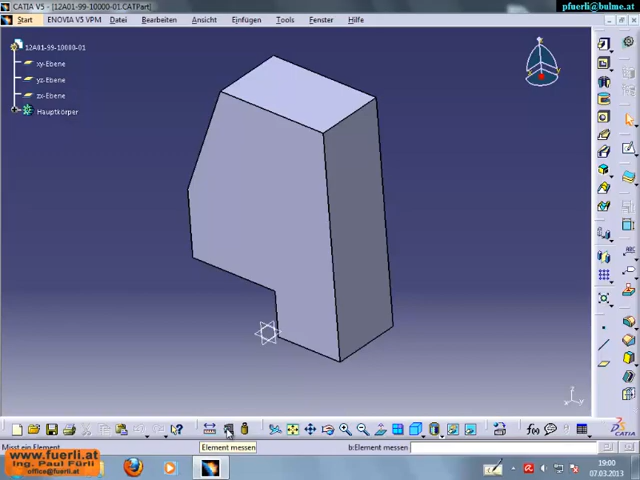 CATIA V5 - [12A01-99-10000-01.CATPart]
pfuerli@bulme.at
Start ENOVIA V5 VPM Datei Bearbeiten Ansicht Einfügen Tools Fenster Hilfe
12A01-99-10000-01
xy-Ebene
yz-Ebene
zx-Ebene
Hauptkörper
z
x
f(x)
Misst ein Element
Element messen
b:Element messen
www.fuerli.at
Ing. Paul Fürli
office@fuerli.at
19:00
07.03.2013